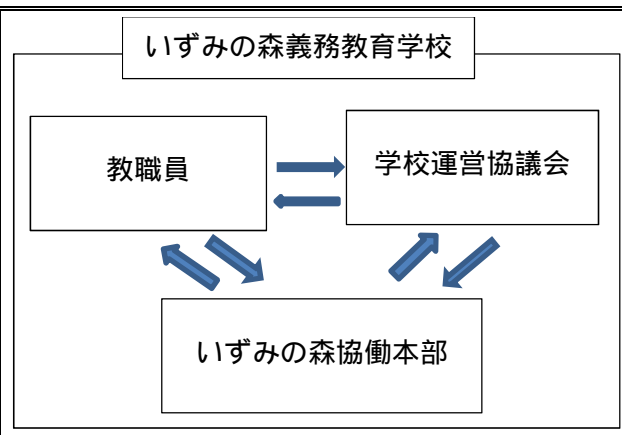 いずみの森義務教育学校
教職員
学校運営協議会
いずみの森協働本部